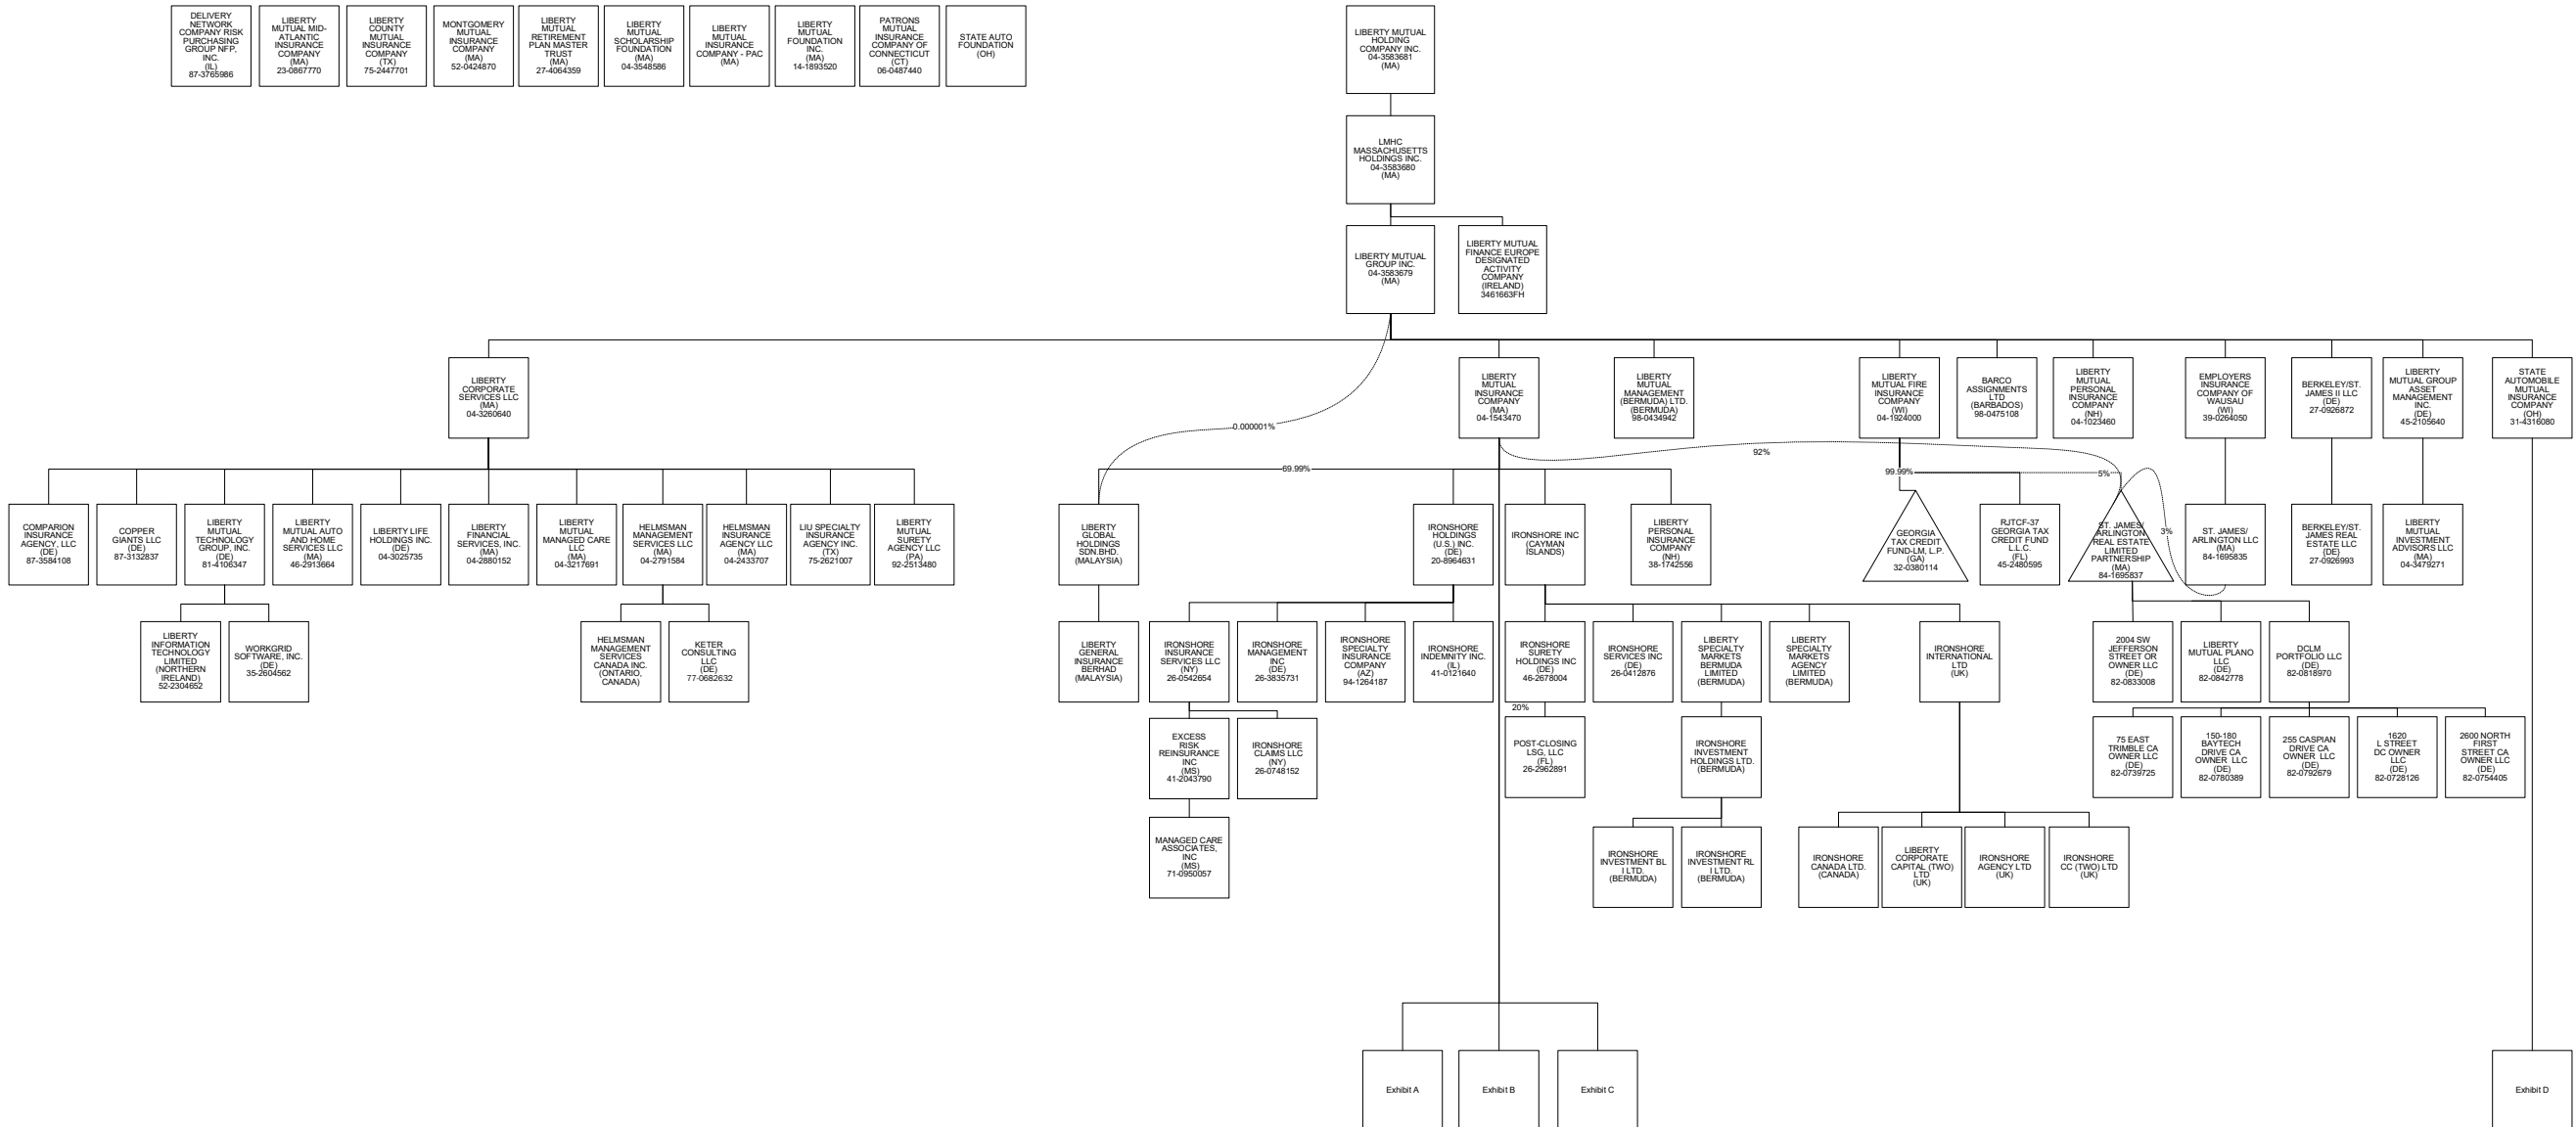 DELIVERY
NETWORK
COMPANY RISK
PURCHASING
GROUP NFP,
INC.
(IL)
87-3765986
LIBERTY
MUTUAL MID-
ATLANTIC
INSURANCE
COMPANY
(MA)
23-0867770
LIBERTY
COUNTY
MUTUAL
INSURANCE
COMPANY
(TX)
75-2447701
MONTGOMERY
MUTUAL
INSURANCE
COMPANY
(MA)
52-0424870
LIBERTY
MUTUAL
RETIREMENT
PLAN MASTER
TRUST
(MA)
27-4064359
LIBERTY
MUTUAL
SCHOLARSHIP
FOUNDATION
(MA)
04-3548586
LIBERTY
MUTUAL
INSURANCE
COMPANY - PAC
(MA)
LIBERTY
MUTUAL
FOUNDATION
INC.
(MA)
14-1893520
PATRONS
MUTUAL
INSURANCE
COMPANY OF
CONNECTICUT
(CT)
06-0487440
STATE AUTO
FOUNDATION
(OH)
LIBERTY MUTUAL
HOLDING
COMPANY INC.
04-3583681
(MA)
LMHC
MASSACHUSETTS
HOLDINGS INC.
04-3583680
(MA)
LIBERTY MUTUAL
GROUP INC.
04-3583679
(MA)
LIBERTY MUTUAL
FINANCE EUROPE
DESIGNATED
ACTIVITY
COMPANY
(IRELAND)
3461663FH
LIBERTY
CORPORATE
SERVICES LLC
(MA)
04-3260640
0.000001%
LIBERTY
MUTUAL
INSURANCE
COMPANY
(MA)
04-1543470
LIBERTY
MUTUAL
MANAGEMENT
(BERMUDA) LTD.
(BERMUDA)
98-0434942
LIBERTY
MUTUAL FIRE
INSURANCE
COMPANY
(WI)
04-1924000
BARCO
ASSIGNMENTS
LTD
(BARBADOS)
98-0475108
LIBERTY
MUTUAL
PERSONAL
INSURANCE
COMPANY
(NH)
04-1023460
EMPLOYERS
INSURANCE
COMPANY OF
WAUSAU
(WI)
39-0264050
BERKELEY/ST.
JAMES II LLC
(DE)
27-0926872
LIBERTY
MUTUAL GROUP
ASSET
MANAGEMENT
INC.
(DE)
45-2105640
STATE
AUTOMOBILE
MUTUAL
INSURANCE
COMPANY
(OH)
31-4316080
92%
69.99%
99.99%
5%
3%
COMPARION
INSURANCE
AGENCY, LLC
(DE)
87-3584108
COPPER
GIANTS LLC
(DE)
87-3132837
LIBERTY
MUTUAL
TECHNOLOGY
GROUP, INC.
(DE)
81-4106347
LIBERTY
MUTUAL AUTO
AND HOME
SERVICES LLC
(MA)
46-2913664
LIBERTY LIFE
HOLDINGS INC.
(DE)
04-3025735
LIBERTY
FINANCIAL
SERVICES, INC.
(MA)
04-2880152
LIBERTY
MUTUAL
MANAGED CARE
LLC
(MA)
04-3217691
HELMSMAN
MANAGEMENT
SERVICES LLC
(MA)
04-2791584
HELMSMAN
INSURANCE
AGENCY LLC
(MA)
04-2433707
LIU SPECIALTY
INSURANCE
AGENCY INC.
(TX)
75-2621007
LIBERTY
MUTUAL
SURETY
AGENCY LLC
(PA)
92-2513480
LIBERTY
GLOBAL
HOLDINGS
SDN.BHD.
(MALAYSIA)
IRONSHORE
HOLDINGS
(U.S.) INC.
(DE)
20-8964631
IRONSHORE INC
(CAYMAN
ISLANDS)
LIBERTY
PERSONAL
INSURANCE
COMPANY
(NH)
38-1742556
GEORGIA
TAX CREDIT
FUND-LM, L.P.
(GA)
32-0380114
RJTCF-37
GEORGIA TAX
CREDIT FUND
L.L.C.
(FL)
45-2480595
ST. JAMES/
ARLINGTON
REAL ESTATE
LIMITED
PARTNERSHIP
(MA)
84-1695837
ST. JAMES/
ARLINGTON LLC
(MA)
84-1695835
BERKELEY/ST.
JAMES REAL
ESTATE LLC
(DE)
27-0926993
LIBERTY
MUTUAL
INVESTMENT
ADVISORS LLC
(MA)
04-3479271
LIBERTY
INFORMATION
TECHNOLOGY
LIMITED
(NORTHERN
IRELAND)
52-2304652
WORKGRID
SOFTWARE, INC.
(DE)
35-2604562
HELMSMAN
MANAGEMENT
SERVICES
CANADA INC.
(ONTARIO,
CANADA)
KETER
CONSULTING
LLC
(DE)
77-0682632
LIBERTY
GENERAL
INSURANCE
BERHAD
(MALAYSIA)
IRONSHORE
INSURANCE
SERVICES LLC
(NY)
26-0542654
IRONSHORE
MANAGEMENT
INC
(DE)
26-3835731
IRONSHORE
SPECIALTY
INSURANCE
COMPANY
(AZ)
94-1264187
IRONSHORE
INDEMNITY INC.
(IL)
41-0121640
IRONSHORE
SURETY
HOLDINGS INC
(DE)
46-2678004
IRONSHORE
SERVICES INC
(DE)
26-0412876
LIBERTY
SPECIALTY
MARKETS
BERMUDA
LIMITED
(BERMUDA)
LIBERTY
SPECIALTY
MARKETS
AGENCY
LIMITED
(BERMUDA)
IRONSHORE
INTERNATIONAL
LTD
(UK)
2004 SW
JEFFERSON
STREET OR
OWNER LLC
(DE)
82-0833008
LIBERTY
MUTUAL PLANO
LLC
(DE)
82-0842778
DCLM
PORTFOLIO LLC
(DE)
82-0818970
20%
EXCESS
RISK
REINSURANCE
INC
(MS)
41-2043790
IRONSHORE
CLAIMS LLC
(NY)
26-0748152
POST-CLOSING
LSG, LLC
(FL)
26-2962891
IRONSHORE
INVESTMENT
HOLDINGS LTD.
(BERMUDA)
75 EAST
TRIMBLE CA
OWNER LLC
(DE)
82-0739725
150-180
BAYTECH
DRIVE CA
OWNER LLC
(DE)
82-0780389
255 CASPIAN
DRIVE CA
OWNER LLC
(DE)
82-0792679
1620
L STREET
DC OWNER
LLC
(DE)
82-0728126
2600 NORTH
FIRST
STREET CA
OWNER LLC
(DE)
82-0754405
MANAGED CARE
ASSOCIATES,
INC
(MS)
71-0950057
IRONSHORE
INVESTMENT BL
I LTD.
(BERMUDA)
IRONSHORE
INVESTMENT RL
I LTD.
(BERMUDA)
IRONSHORE
CANADA LTD.
(CANADA)
LIBERTY
CORPORATE
CAPITAL (TWO)
LTD
(UK)
IRONSHORE
AGENCY LTD
(UK)
IRONSHORE
CC (TWO) LTD
(UK)
Exhibit A
Exhibit B
Exhibit C
Exhibit D